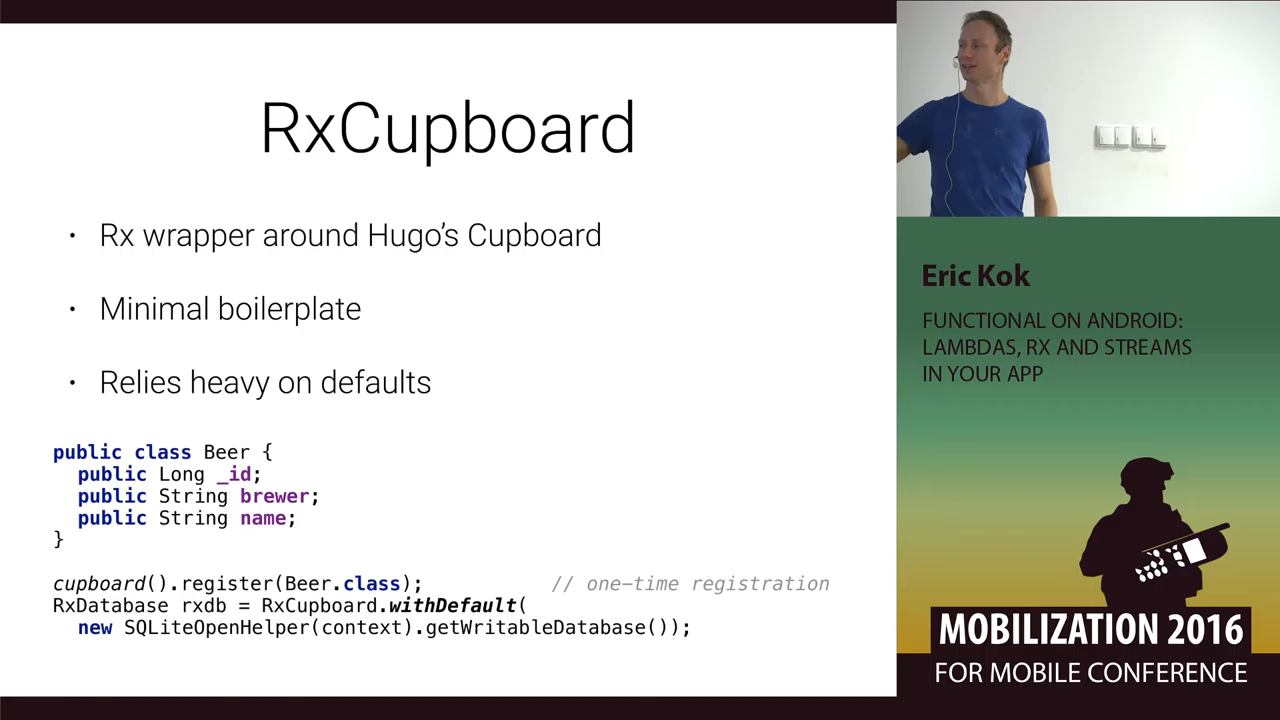 RxCupboard
· Rx wrapper around Hugo's Cupboard
· Minimal boilerplate
· Relies heavy on defaults
public class Beer {
public Long _id;
public String brewer;
public String name;
}
cupboard().register(Beer.class); // one-time registration
RxDatabase rxdb = RxCupboard.withDefault(
new SQLiteOpenHelper(context).getWritableDatabase());
Eric Kok
FUNCTIONAL ON ANDROID:
LAMBDAS, RX AND STREAMS
IN YOUR APP
MOBILIZATION 2016
FOR MOBILE CONFERENCE